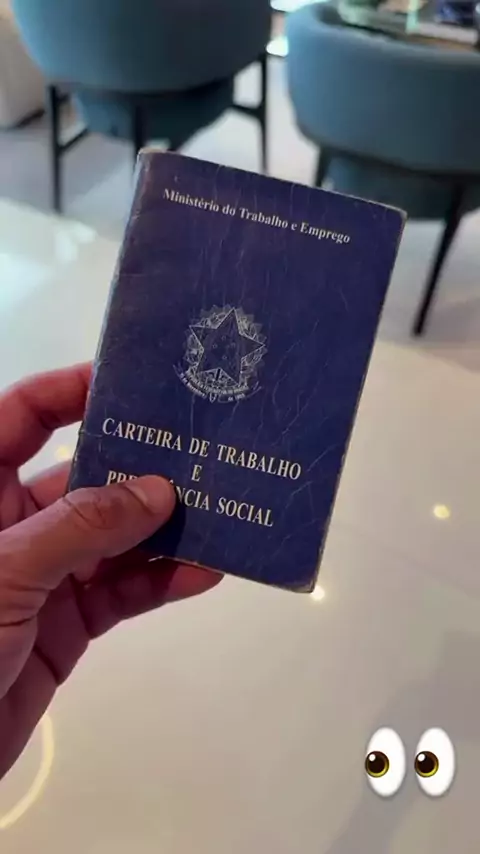 Ministério do Trabalho e Emprego
CARTEIRA DE TRABALHO
E
SOCIAL